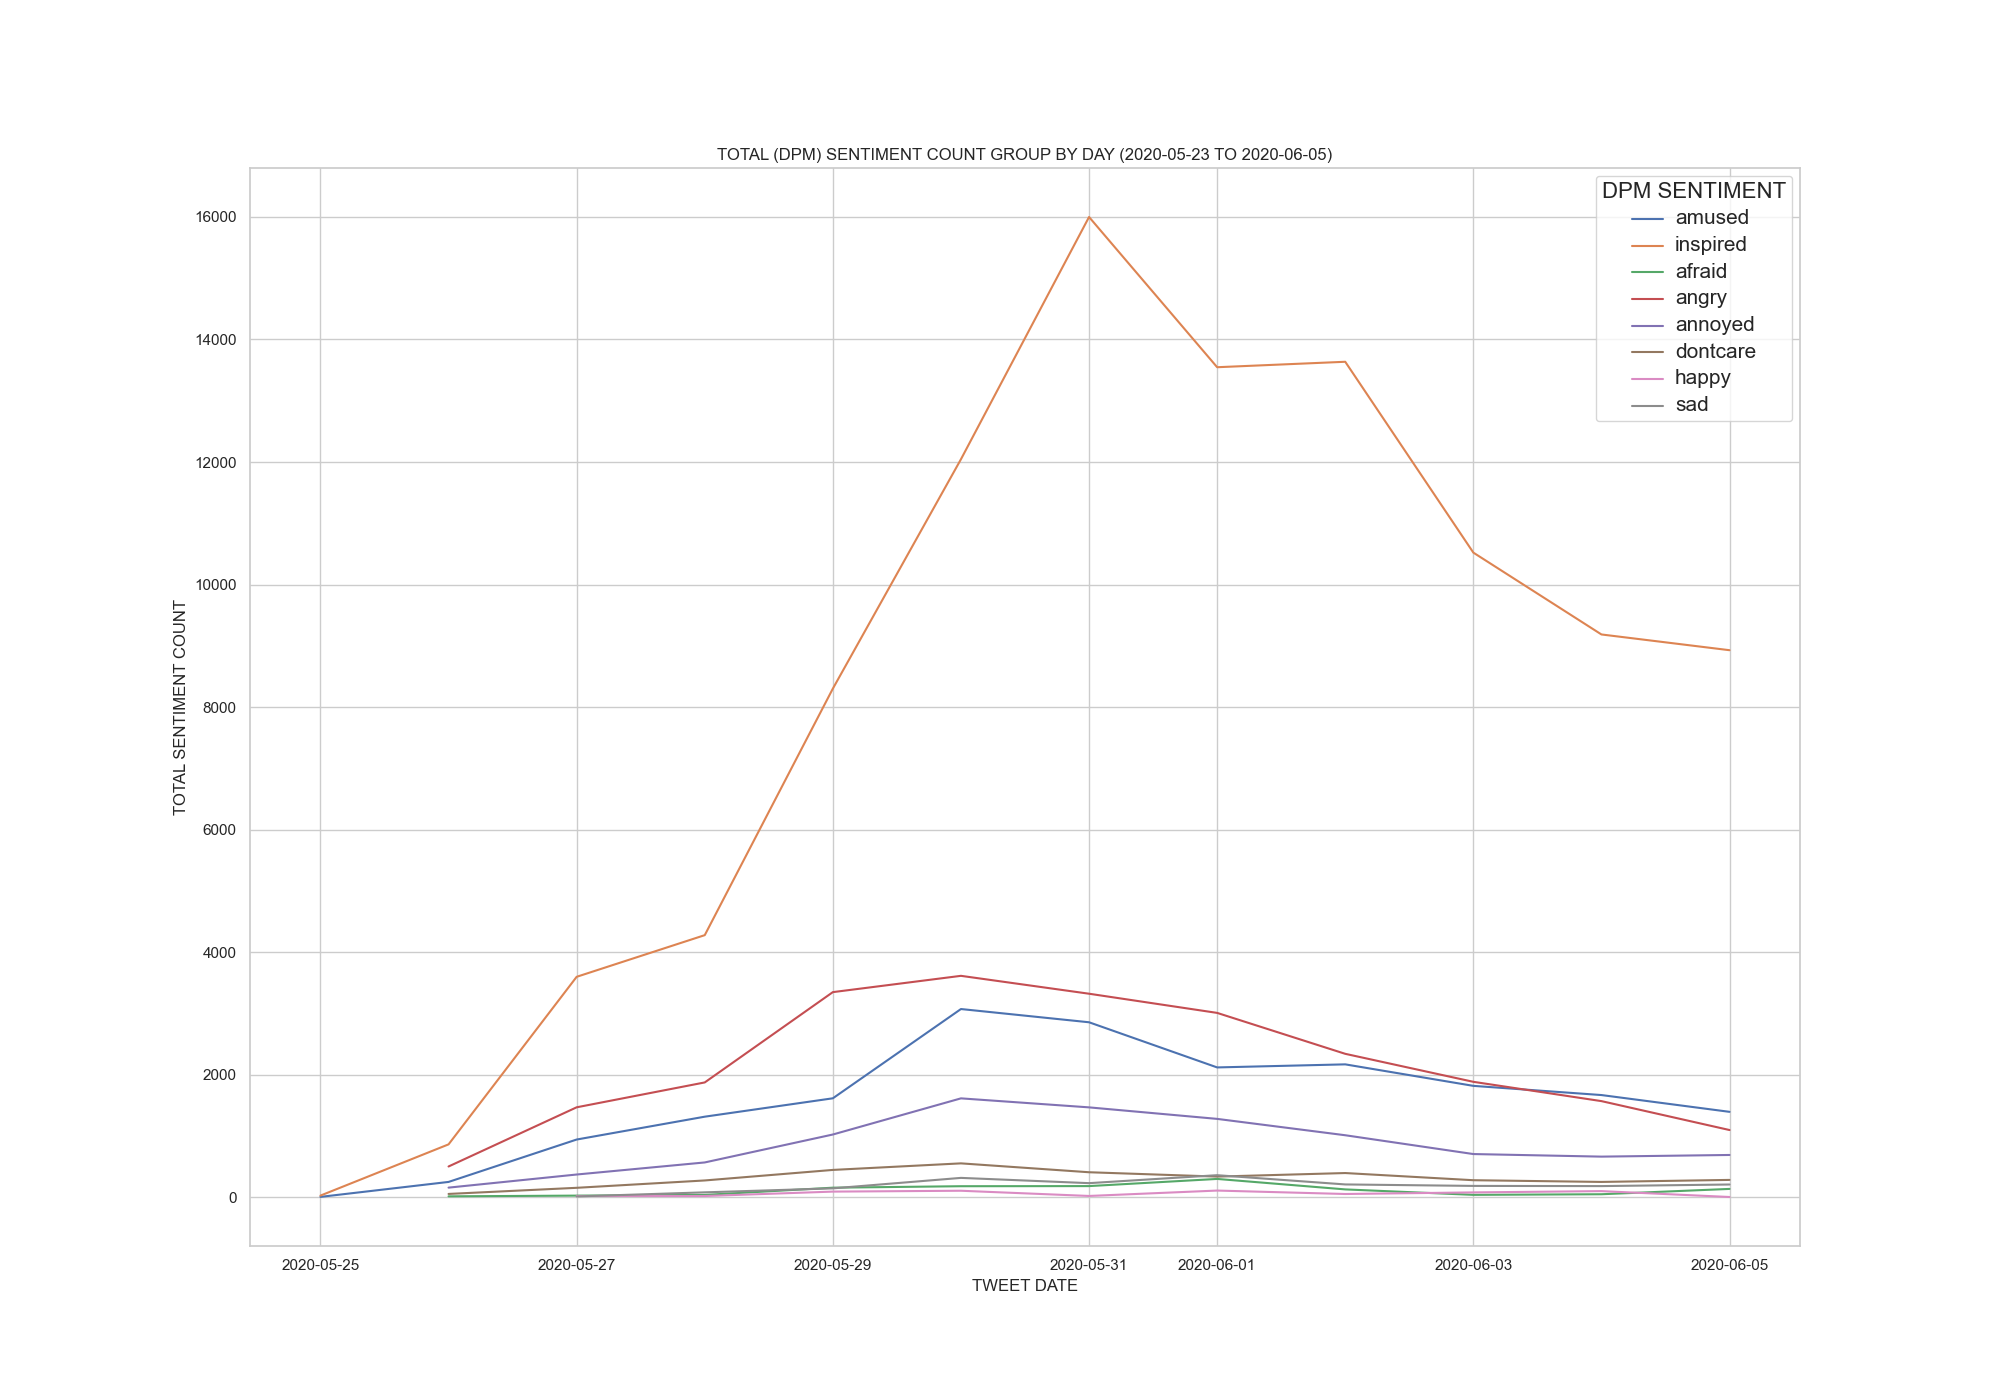 TOTAL (DPM) SENTIMENT COUNT GROUP BY DAY (2020-05-23 TO 2020-06-05)
DPM SENTIMENT
amused
inspired
afraid
angry
annoyed
dontcare
happy
sad
TOTAL SENTIMENT COUNT
16000
14000
12000
10000
8000
6000
4000
2000
0
2020-05-25 2020-05-27 2020-05-29 2020-05-31 2020-06-01 2020-06-03 2020-06-05
TWEET DATE